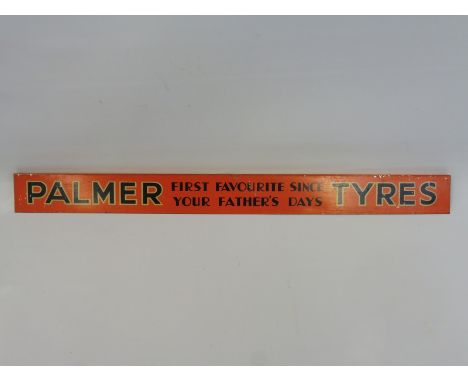 PALMER FIRST FAVOURITE SINCE TYRES
YOUR FATHER'S DAYS